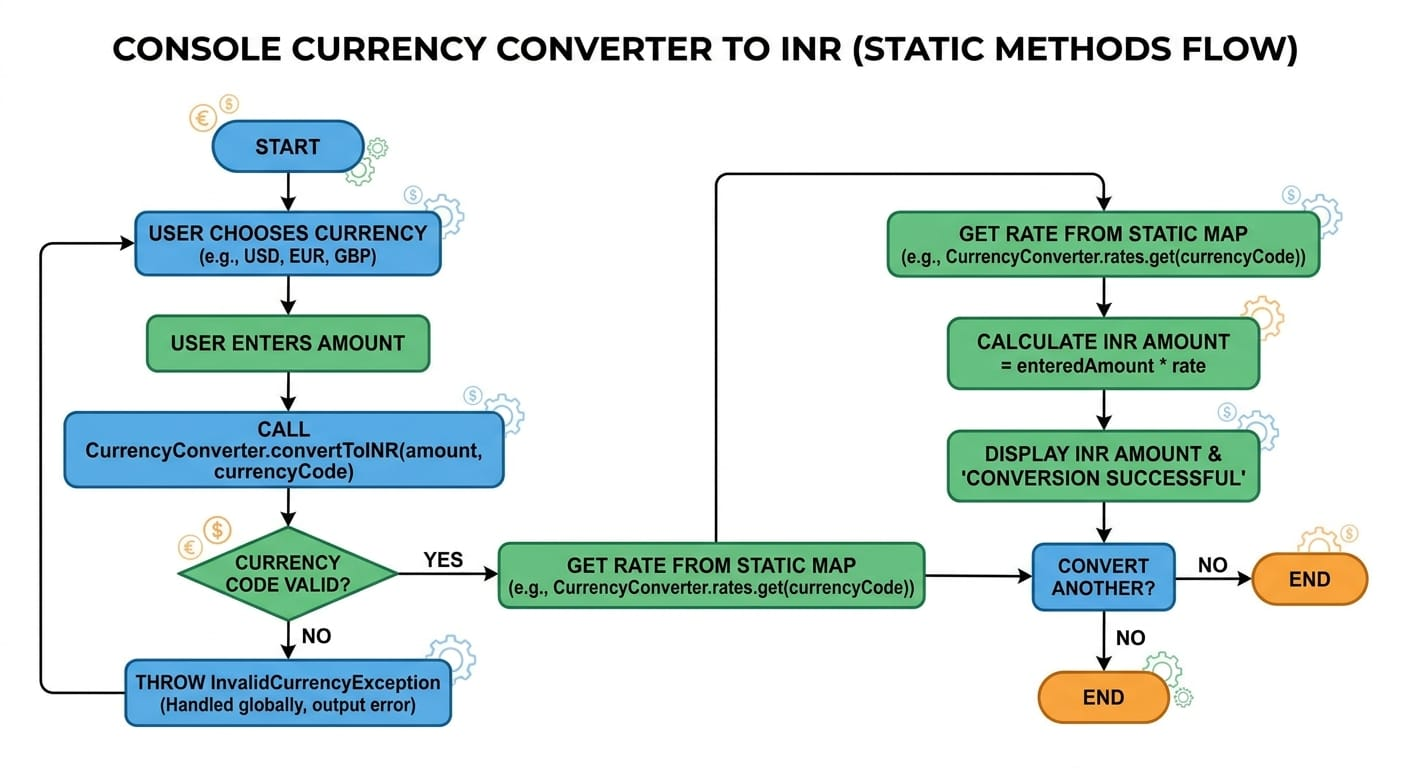 CONSOLE CURRENCY CONVERTER TO INR (STATIC METHODS FLOW)
€
$
START
$
USER CHOOSES CURRENCY
(e.g., USD, EUR, GBP)
USER ENTERS AMOUNT
$
CALL
CurrencyConverter.convertToINR(amount,
currencyCode)
€
$
CURRENCY
CODE VALID?
YES
NO
THROW InvalidCurrencyException
(Handled globally, output error)
GET RATE FROM STATIC MAP
(e.g., CurrencyConverter.rates.get(currencyCode))
$
GET RATE FROM STATIC MAP
(e.g., CurrencyConverter.rates.get(currencyCode))
CALCULATE INR AMOUNT
= enteredAmount * rate
$
DISPLAY INR AMOUNT &
'CONVERSION SUCCESSFUL'
CONVERT
ANOTHER?
NO
$
END
NO
END